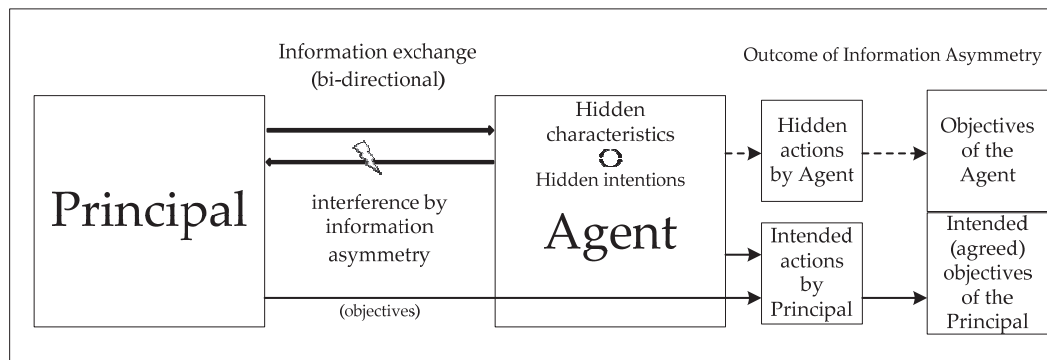 Information exchange
(bi-directional)
Outcome of Information Asymmetry
Principal
interference by
information
asymmetry
(objectives)
Hidden
characteristics
Hidden intentions
Agent
Hidden
actions
by Agent
Objectives
of the
Agent
Intended
actions
by
Principal
Intended
(agreed)
objectives
of the
Principal